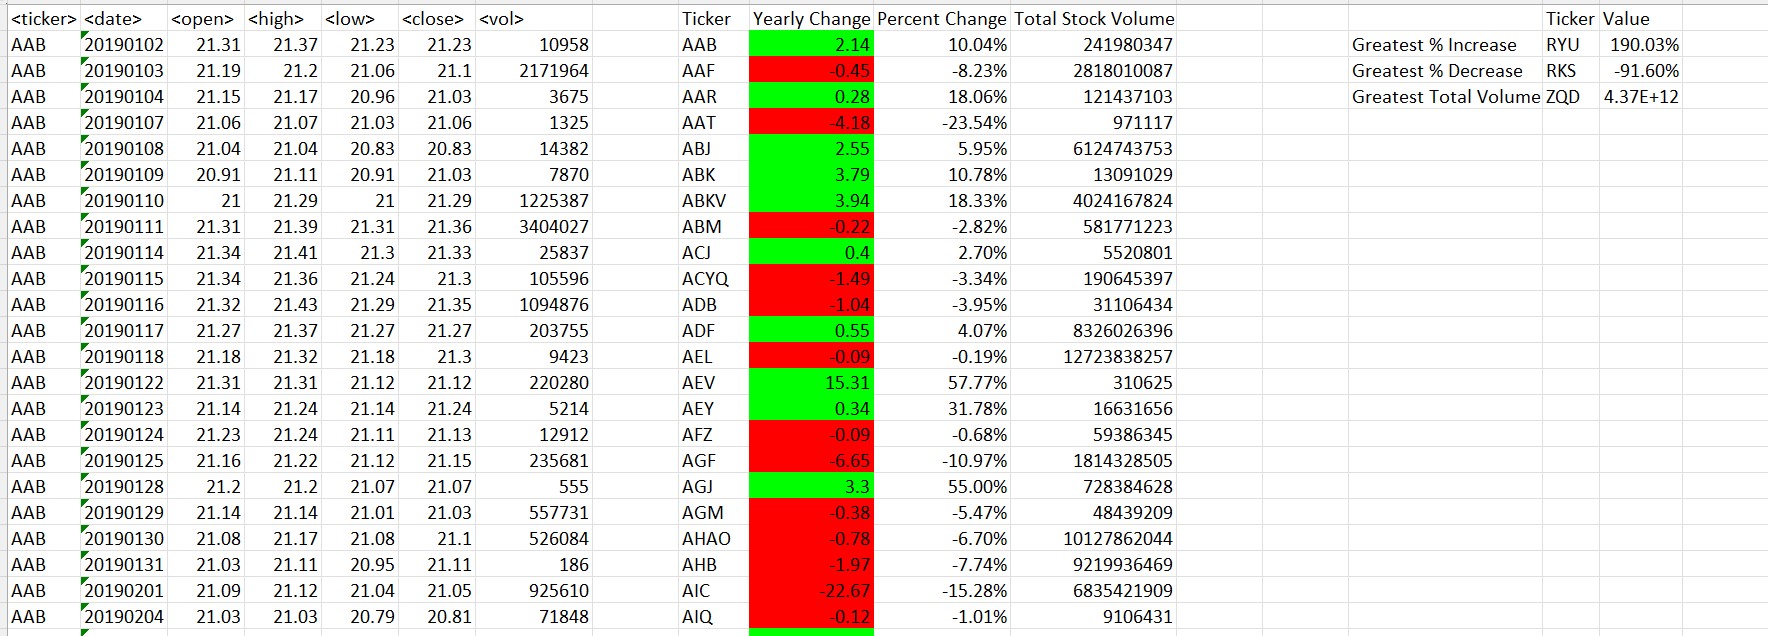 <ticker> <date> <open> <high> <low> <close> <vol> Ticker Yearly Change Percent Change Total Stock Volume Ticker Value
AAB 20190102 21.31 21.37 21.23 21.23 10958 AAB 2.14 10.04% 241980347 Greatest % Increase RYU 190.03%
AAB 20190103 21.19 21.2 21.06 21.1 2171964 AAF -0.45 -8.23% 2818010087 Greatest % Decrease RKS -91.60%
AAB 20190104 21.15 21.17 20.96 21.03 3675 AAR 0.28 18.06% 121437103 Greatest Total Volume ZQD 4.37E+12
AAB 20190107 21.06 21.07 21.03 21.06 1325 AAT -4.18 -23.54% 971117
AAB 20190108 21.04 21.04 20.83 20.83 14382 ABJ 2.55 5.95% 6124743753
AAB 20190109 20.91 21.11 20.91 21.03 7870 ABK 3.79 10.78% 13091029
AAB 20190110 21 21.29 21 21.29 1225387 ABKV 3.94 18.33% 4024167824
AAB 20190111 21.31 21.39 21.31 21.36 3404027 ABM -0.22 -2.82% 581771223
AAB 20190114 21.34 21.41 21.3 21.33 25837 ACJ 0.4 2.70% 5520801
AAB 20190115 21.34 21.36 21.24 21.3 105596 ACYQ -1.49 -3.34% 190645397
AAB 20190116 21.32 21.43 21.29 21.35 1094876 ADB -1.04 -3.95% 31106434
AAB 20190117 21.27 21.37 21.27 21.27 203755 ADF 0.55 4.07% 8326026396
AAB 20190118 21.18 21.32 21.18 21.3 9423 AEL -0.09 -0.19% 12723838257
AAB 20190122 21.31 21.31 21.12 21.12 220280 AEV 15.31 57.77% 310625
AAB 20190123 21.14 21.24 21.14 21.24 5214 AEY 0.34 31.78% 16631656
AAB 20190124 21.23 21.24 21.11 21.13 12912 AFZ -0.09 -0.68% 59386345
AAB 20190125 21.16 21.22 21.12 21.15 235681 AGF -6.65 -10.97% 1814328505
AAB 20190128 21.2 21.2 21.07 21.07 555 AGJ 3.3 55.00% 728384628
AAB 20190129 21.14 21.14 21.01 21.03 557731 AGM -0.38 -5.47% 48439209
AAB 20190130 21.08 21.17 21.08 21.1 526084 AHAO -0.78 -6.70% 10127862044
AAB 20190131 21.03 21.11 20.95 21.11 186 AHB -1.97 -7.74% 9219936469
AAB 20190201 21.09 21.12 21.04 21.05 925610 AIC -22.67 -15.28% 6835421909
AAB 20190204 21.03 21.03 20.79 20.81 71848 AIQ -0.12 -1.01% 9106431